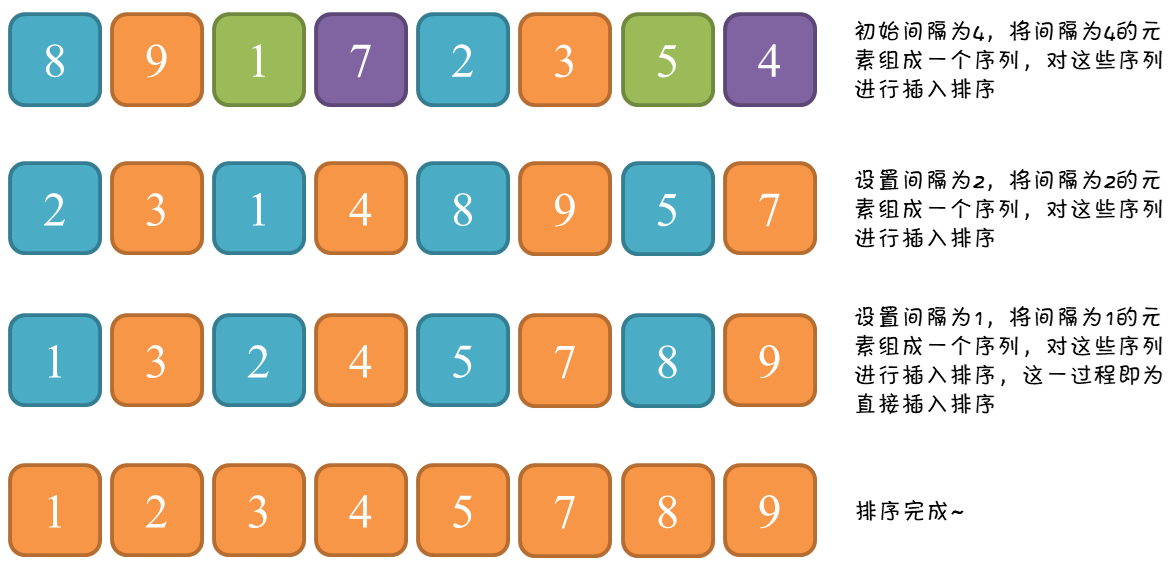 8 9 1 7 2 3 5 4
初始间隔为4，将间隔为4的元
素组成一个序列，对这些序列
进行插入排序
2 3 1 4 8 9 5 7
设置间隔为2，将间隔为2的元
素组成一个序列，对这些序列
进行插入排序
1 3 2 4 5 7 8 9
设置间隔为1，将间隔为1的元
素组成一个序列，对这些序列
进行插入排序，这一过程即为
直接插入排序
1 2 3 4 5 7 8 9
排序完成~